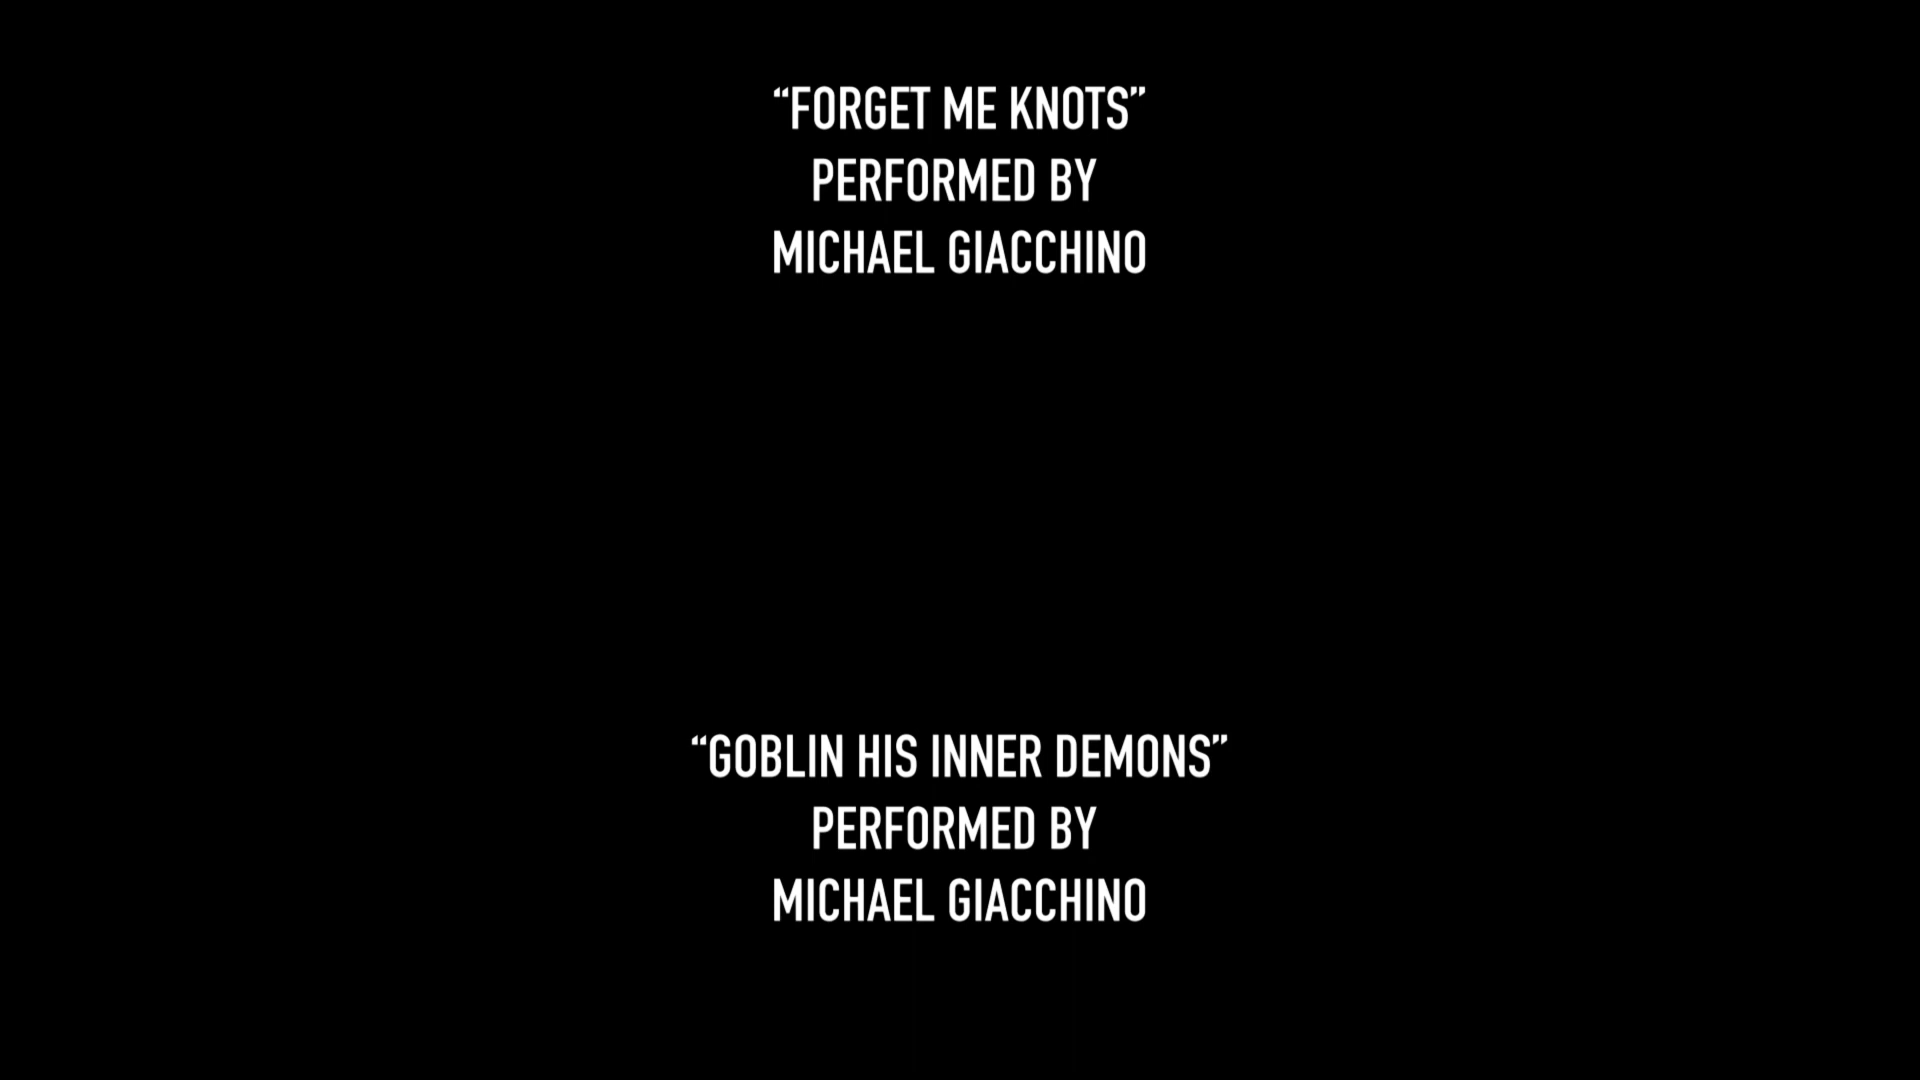 “FORGET ME KNOTS”
PERFORMED BY
MICHAEL GIACCHINO
“GOBLIN HIS INNER DEMONS”
PERFORMED BY
MICHAEL GIACCHINO